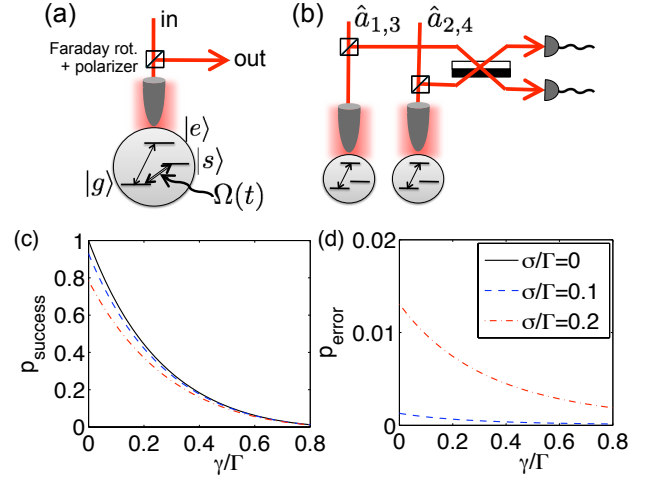 (a)
in
Faraday rot.
+ polarizer
out
|e⟩
|s⟩
|g⟩
Ω(t)
(b)
â1,3
â2,4
(c)
1
0.8
0.6
0.4
0.2
0
psuccess
0 0.2 0.4 0.6 0.8
γ/Γ
(d)
0.02
0.01
0
perror
σ/Γ=0
σ/Γ=0.1
σ/Γ=0.2
0 0.2 0.4 0.6 0.8
γ/Γ